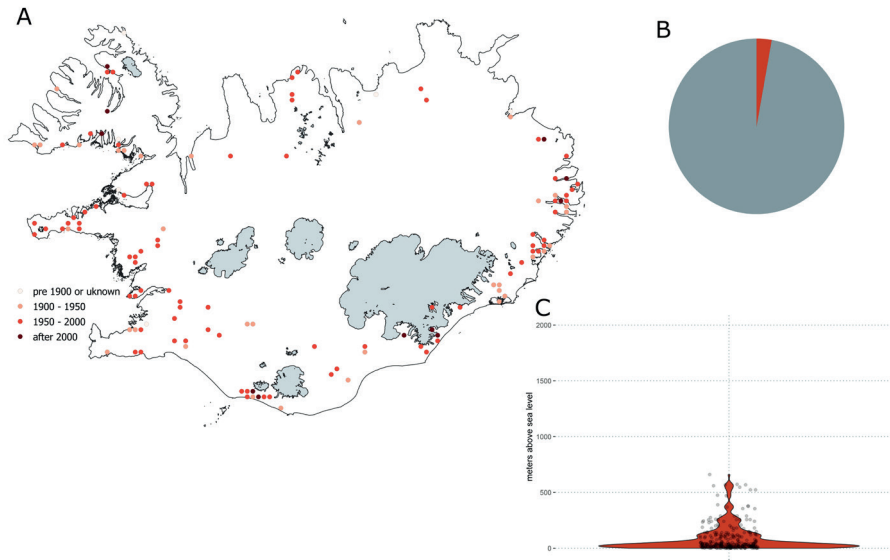 A
B
pre 1900 or uknown
1900 - 1950
1950 - 2000
after 2000
C
2000
1500
1000
500
0
meters above sea level